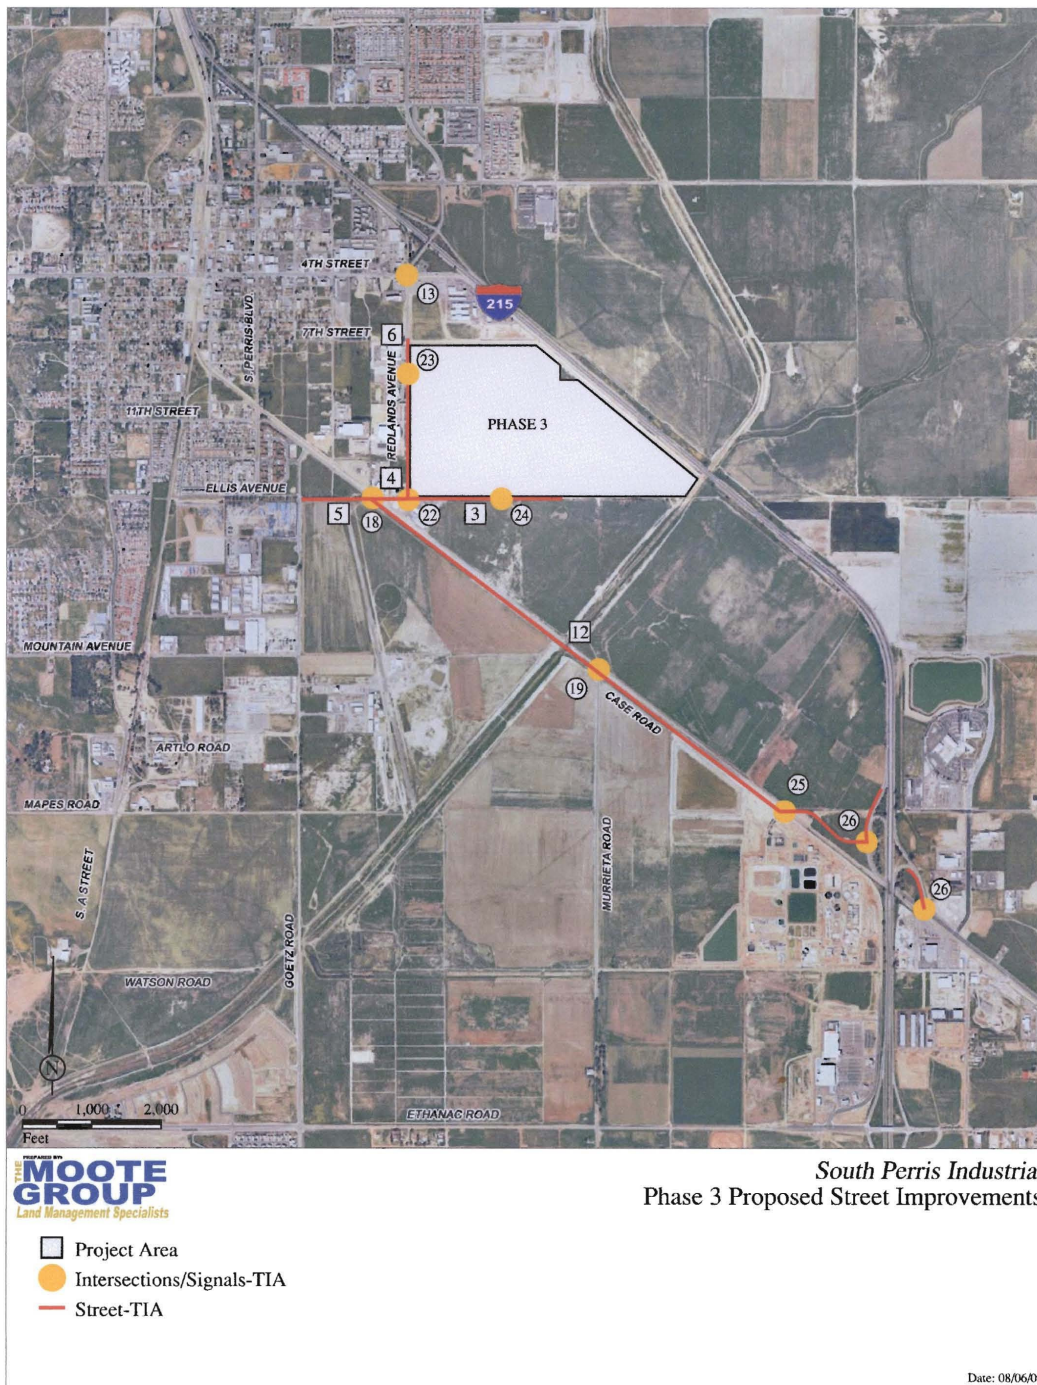 4TH STREET
13
215
S. PERRIS BLVD.
7TH STREET
6
23
REDLANDS AVENUE
11TH STREET
PHASE 3
4
ELLIS AVENUE
5
18
22
3
24
12
MOUNTAIN AVENUE
19
CASE ROAD
ARTLO ROAD
25
MAPES ROAD
26
MURRIETA ROAD
S. A STREET
26
GOETZ ROAD
WATSON ROAD
N
0 1,000 2,000
Feet
ETHANAC ROAD
PREPARED BY:
THE MOOTE
GROUP
Land Management Specialists
South Perris Industria
Phase 3 Proposed Street Improvements
Project Area
Intersections/Signals-TIA
Street-TIA
Date: 08/06/0